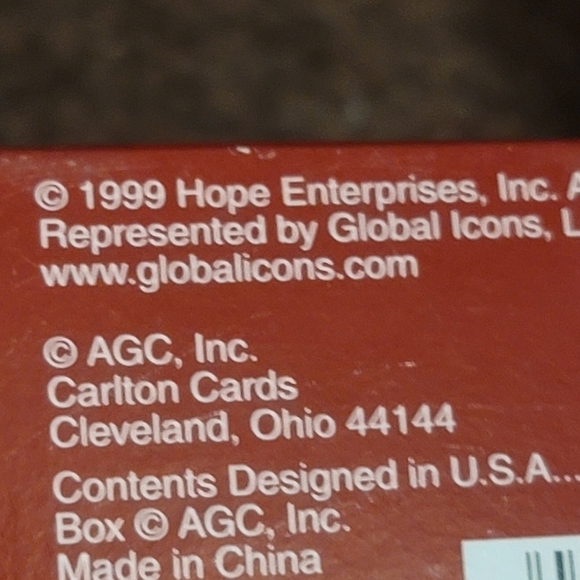 © 1999 Hope Enterprises, Inc. A
Represented by Global Icons, L
www.globalicons.com
© AGC, Inc.
Carlton Cards
Cleveland, Ohio 44144
Contents Designed in U.S.A...
Box © AGC, Inc.
Made in China